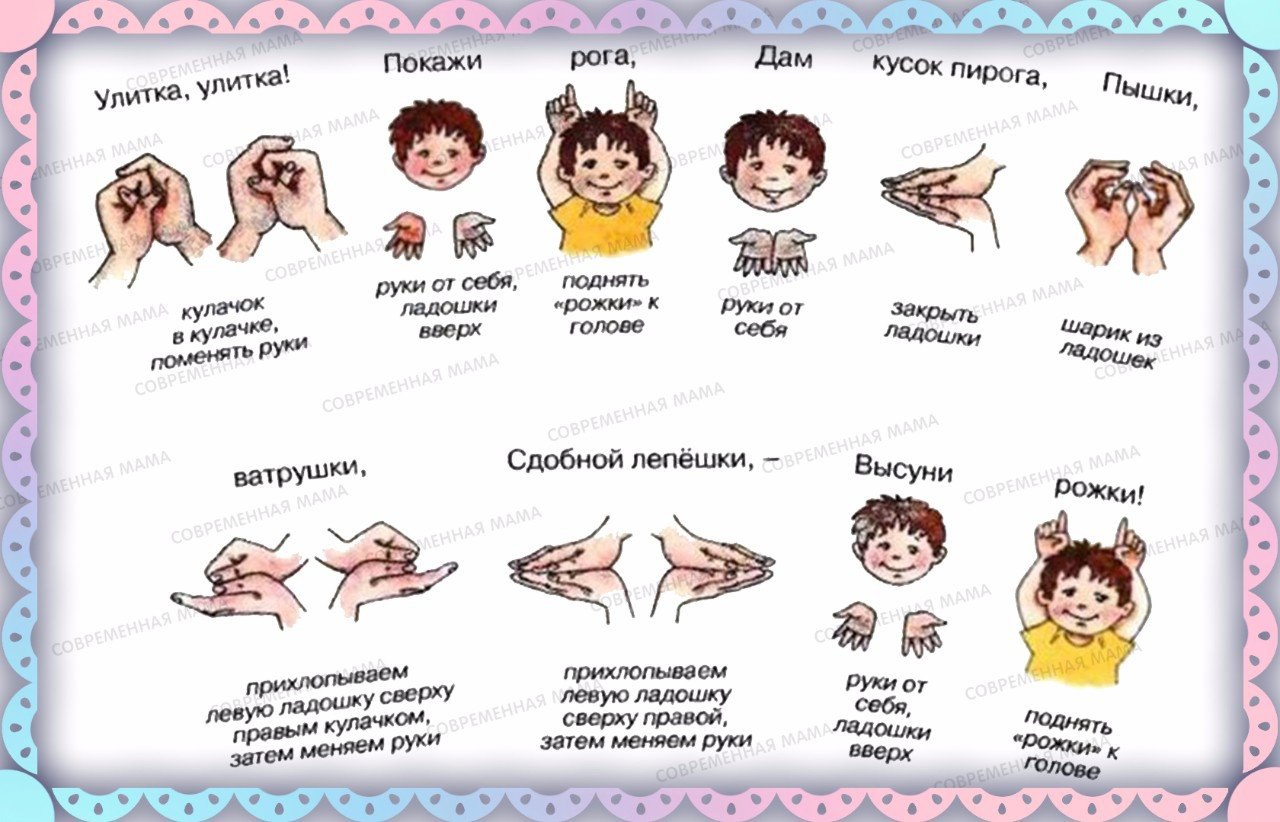 Улитка, улитка!
Покажи
рога,
Дам
кусок пирога,
Пышки,
кулачок
в кулачке,
поменять руки
руки от себя,
ладошки
вверх
поднять
«рожки» к
голове
руки от
себя
закрыть
ладошки
шарик из
ладошек
ватрушки,
Сдобной лепёшки, –
Высуни
рожки!
прихлопываем
левую ладошку сверху
правым кулачком,
затем меняем руки
прихлопываем
левую ладошку
сверху правой,
затем меняем руки
руки от
себя,
ладошки
вверх
поднять
«рожки» к
голове
СОВРЕМЕННАЯ МАМА